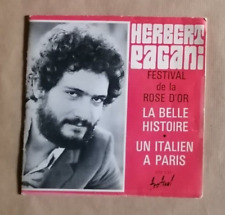 HERBERT
PAGANI
FESTIVAL
de la
ROSE D'OR
LA BELLE
HISTOIRE
UN ITALIEN
A PARIS